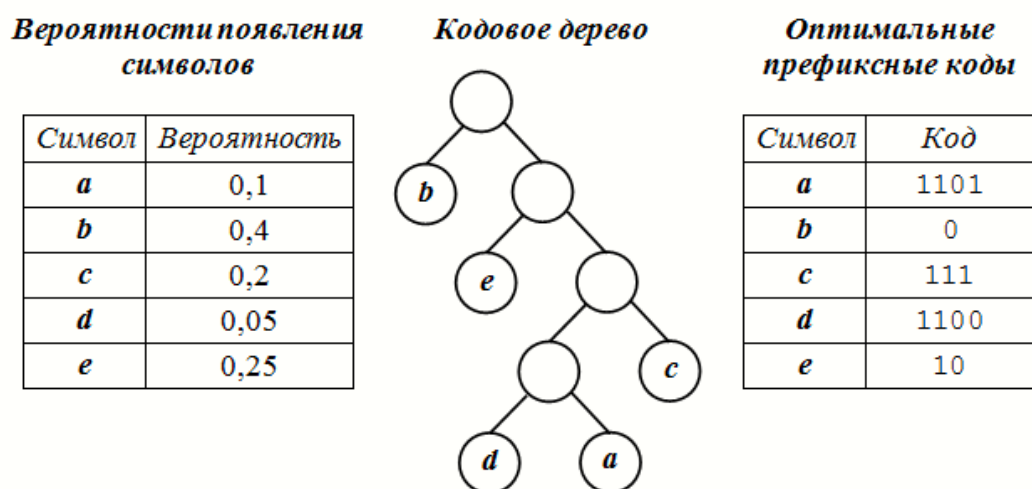 Вероятности появления
символов
Символ Вероятность
a 0,1
b 0,4
c 0,2
d 0,05
e 0,25
Кодовое дерево
b
e
c
d a
Оптимальные
префиксные коды
Символ Код
a 1101
b 0
c 111
d 1100
e 10